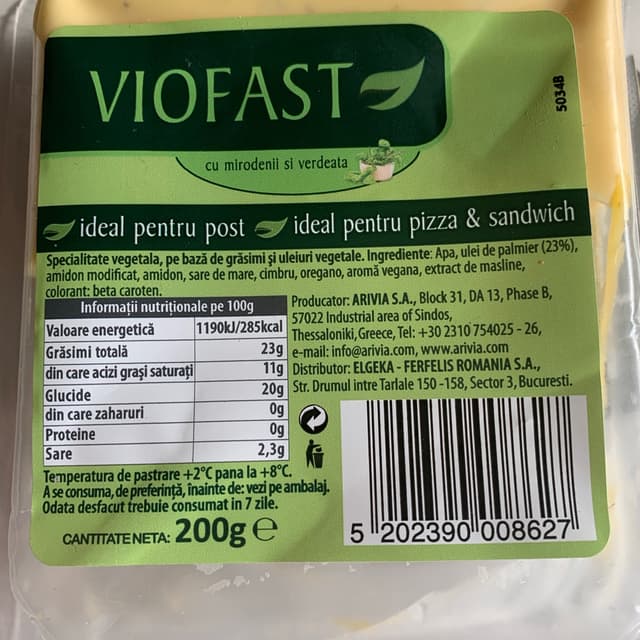 VIOFAST
5034B
cu mirodenii si verdeata
ideal pentru post ideal pentru pizza & sandwich
Specialitate vegetala, pe bază de grăsimi şi uleiuri vegetale. Ingrediente: Apa, ulei de palmier (23%),
amidon modificat, amidon, sare de mare, cimbru, oregano, aromă vegana, extract de masline,
colorant: beta caroten.
Informaţii nutriţionale pe 100g
Valoare energetică 1190kJ/285kcal
Grăsimi totală 23g
din care acizi graşi saturaţi 11g
Glucide 20g
din care zaharuri 0g
Proteine 0g
Sare 2,3g
Producator: ARIVIA S.A., Block 31, DA 13, Phase B,
57022 Industrial area of Sindos,
Thessaloniki, Greece, Tel: +30 2310 754025 - 26,
e-mail: info@arivia.com, www.arivia.com
Distribuitor: ELGEKA - FERFELIS ROMANIA S.A.,
Str. Drumul intre Tarlale 150 -158, Sector 3, Bucuresti.
Temperatura de pastrare +2°C pana la +8°C.
A se consuma, de preferinţă, înainte de: vezi pe ambalaj.
Odata desfacut trebuie consumat in 7 zile.
CANTITATE NETA: 200g e
5 202390 008627